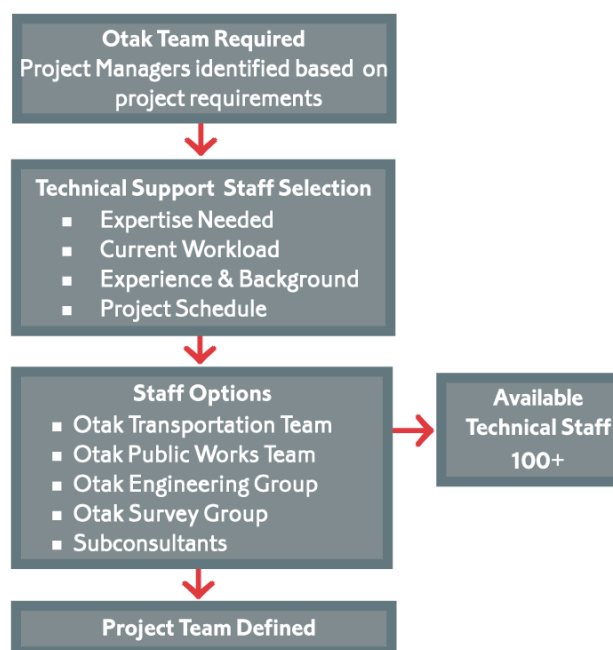 Otak Team Required
Project Managers identified based on
project requirements
Technical Support Staff Selection
▪ Expertise Needed
▪ Current Workload
▪ Experience & Background
▪ Project Schedule
Staff Options
▪ Otak Transportation Team
▪ Otak Public Works Team
▪ Otak Engineering Group
▪ Otak Survey Group
▪ Subconsultants
Available
Technical Staff
100+
Project Team Defined